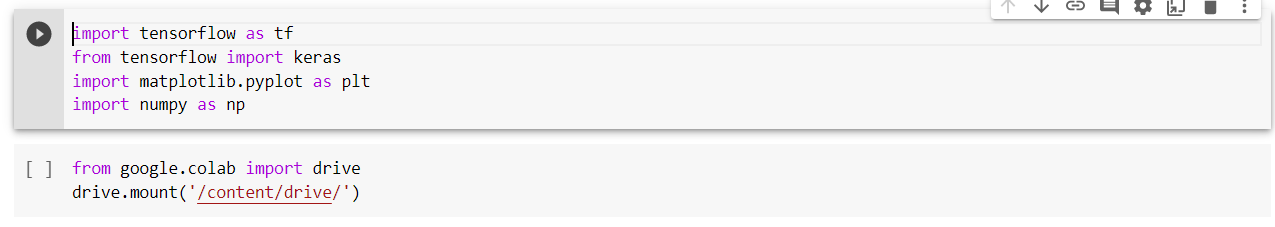 import tensorflow as tf
from tensorflow import keras
import matplotlib.pyplot as plt
import numpy as np
[ ] from google.colab import drive
drive.mount('/content/drive/')